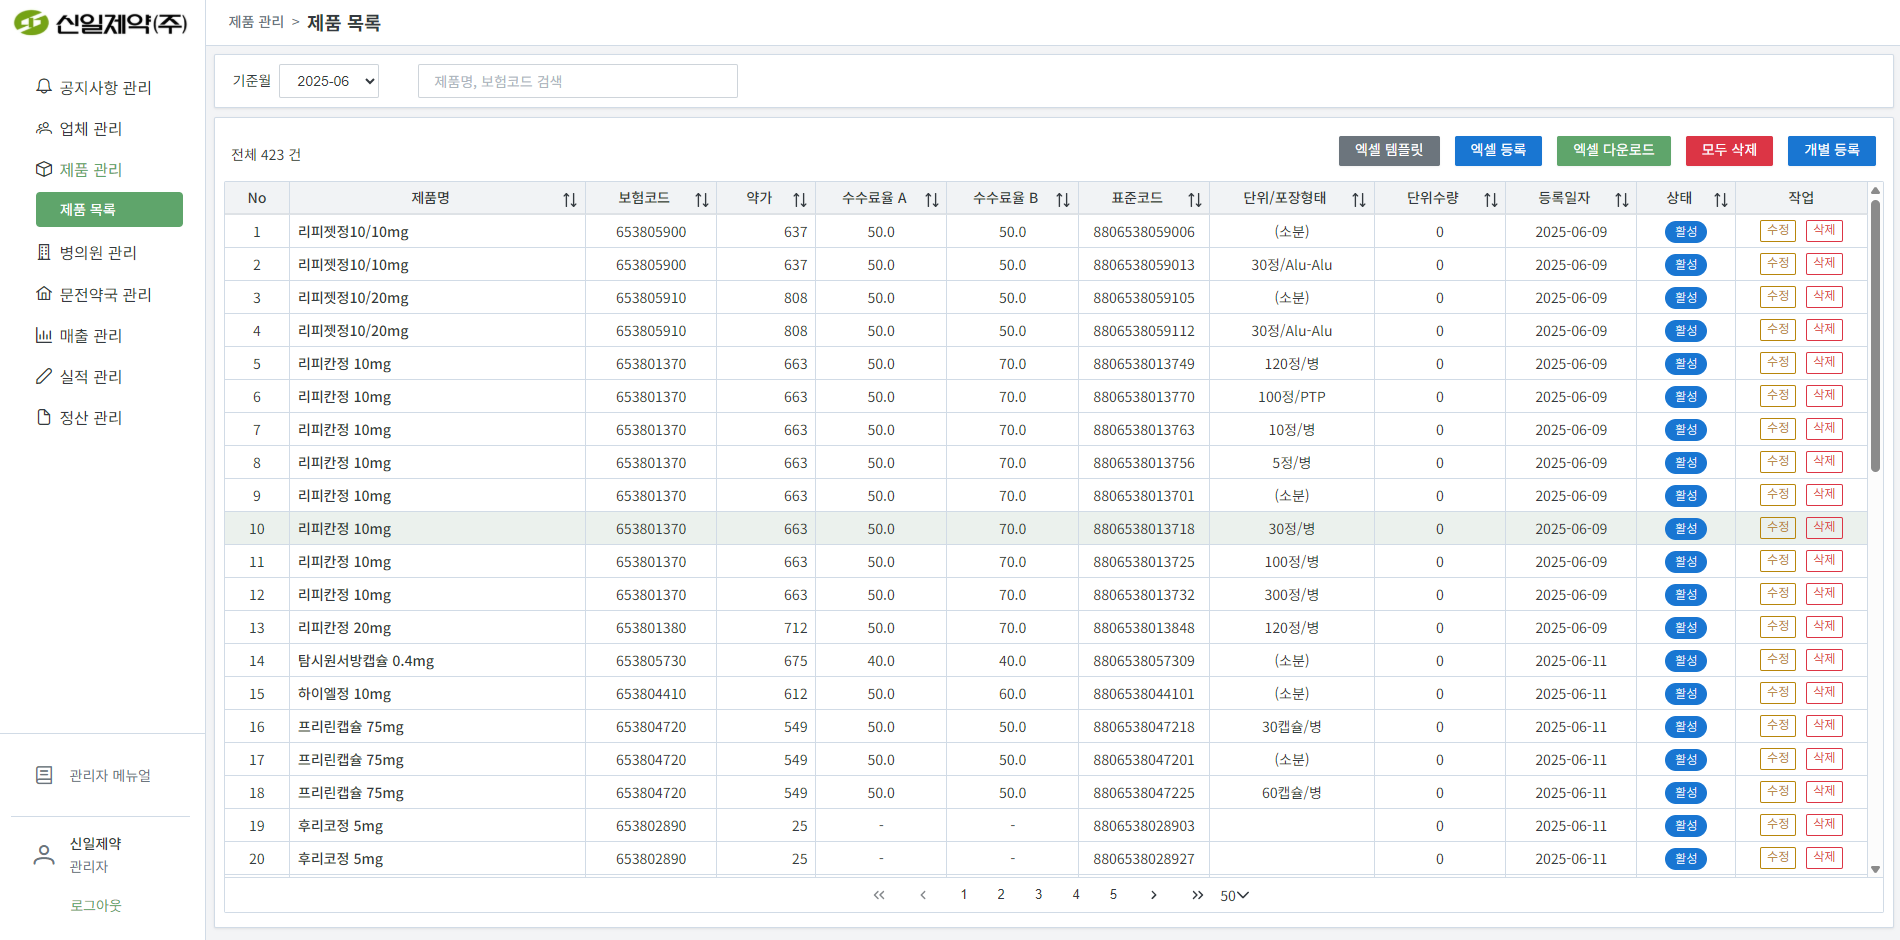 신일제약(주)
제품 관리 > 제품 목록
공지사항 관리
업체 관리
제품 관리
제품 목록
병의원 관리
문전약국 관리
매출 관리
실적 관리
정산 관리
관리자 메뉴얼
신일제약
관리자
로그아웃
기준월 2025-06 제품명, 보험코드 검색
전체 423 건 엑셀 템플릿 엑셀 등록 엑셀 다운로드 모두 삭제 개별 등록
No 제품명 보험코드 약가 수수료율 A 수수료율 B 표준코드 단위/포장형태 단위수량 등록일자 상태 작업
1 리피젯정10/10mg 653805900 637 50.0 50.0 8806538059006 (소분) 0 2025-06-09 활성 수정 삭제
2 리피젯정10/10mg 653805900 637 50.0 50.0 8806538059013 30정/Alu-Alu 0 2025-06-09 활성 수정 삭제
3 리피젯정10/20mg 653805910 808 50.0 50.0 8806538059105 (소분) 0 2025-06-09 활성 수정 삭제
4 리피젯정10/20mg 653805910 808 50.0 50.0 8806538059112 30정/Alu-Alu 0 2025-06-09 활성 수정 삭제
5 리피칸정 10mg 653801370 663 50.0 70.0 8806538013749 120정/병 0 2025-06-09 활성 수정 삭제
6 리피칸정 10mg 653801370 663 50.0 70.0 8806538013770 100정/PTP 0 2025-06-09 활성 수정 삭제
7 리피칸정 10mg 653801370 663 50.0 70.0 8806538013763 10정/병 0 2025-06-09 활성 수정 삭제
8 리피칸정 10mg 653801370 663 50.0 70.0 8806538013756 5정/병 0 2025-06-09 활성 수정 삭제
9 리피칸정 10mg 653801370 663 50.0 70.0 8806538013701 (소분) 0 2025-06-09 활성 수정 삭제
10 리피칸정 10mg 653801370 663 50.0 70.0 8806538013718 30정/병 0 2025-06-09 활성 수정 삭제
11 리피칸정 10mg 653801370 663 50.0 70.0 8806538013725 100정/병 0 2025-06-09 활성 수정 삭제
12 리피칸정 10mg 653801370 663 50.0 70.0 8806538013732 300정/병 0 2025-06-09 활성 수정 삭제
13 리피칸정 20mg 653801380 712 50.0 70.0 8806538013848 120정/병 0 2025-06-09 활성 수정 삭제
14 탐시원서방캡슐 0.4mg 653805730 675 40.0 40.0 8806538057309 (소분) 0 2025-06-11 활성 수정 삭제
15 하이엘정 10mg 653804410 612 50.0 60.0 8806538044101 (소분) 0 2025-06-11 활성 수정 삭제
16 프리린캡슐 75mg 653804720 549 50.0 50.0 8806538047218 30캡슐/병 0 2025-06-11 활성 수정 삭제
17 프리린캡슐 75mg 653804720 549 50.0 50.0 8806538047201 (소분) 0 2025-06-11 활성 수정 삭제
18 프리린캡슐 75mg 653804720 549 50.0 50.0 8806538047225 60캡슐/병 0 2025-06-11 활성 수정 삭제
19 후리코정 5mg 653802890 25 - - 8806538028903 0 2025-06-11 활성 수정 삭제
20 후리코정 5mg 653802890 25 - - 8806538028927 0 2025-06-11 활성 수정 삭제
« ‹ 1 2 3 4 5 › » 50